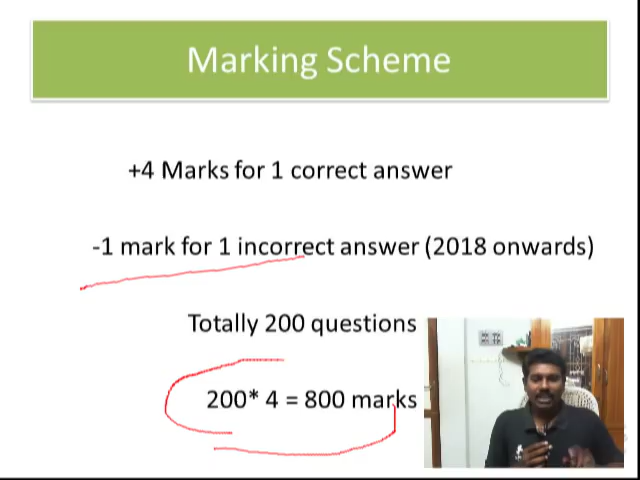 Marking Scheme
+4 Marks for 1 correct answer
-1 mark for 1 incorrect answer (2018 onwards)
Totally 200 questions
200* 4 = 800 marks